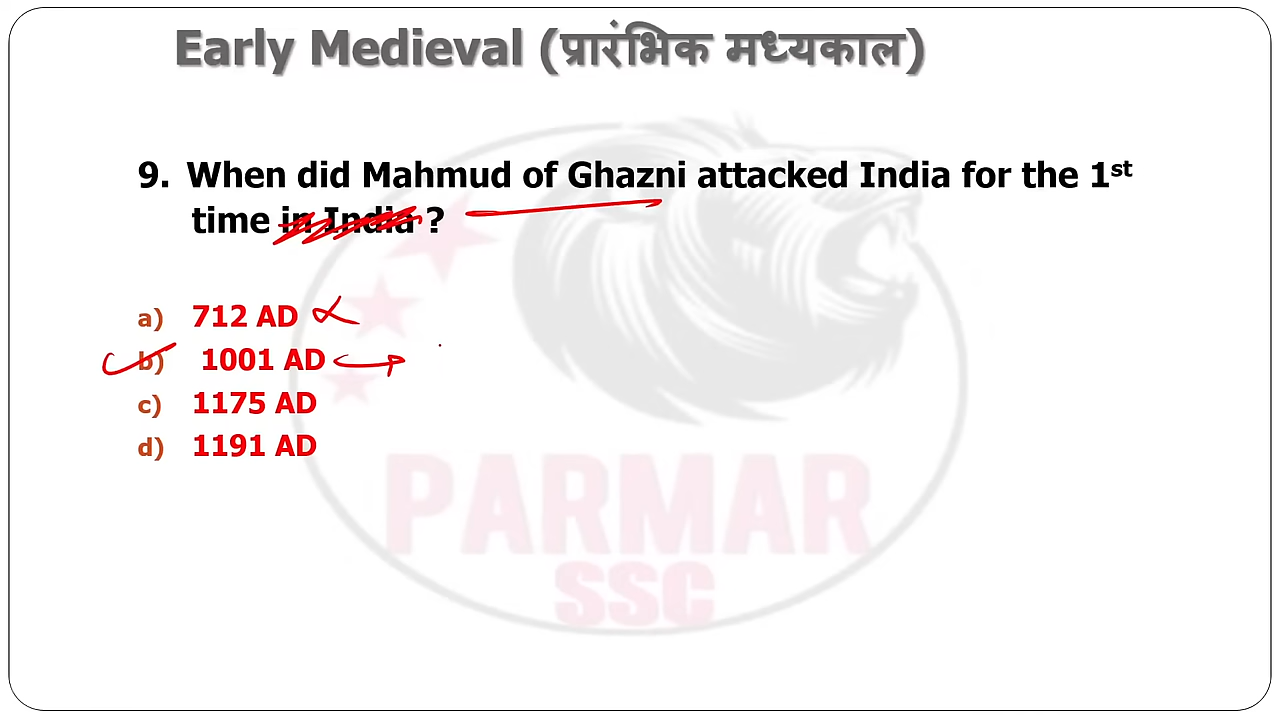 Early Medieval (प्रारंभिक मध्यकाल)
9. When did Mahmud of Ghazni attacked India for the 1st
time in India ?
a) 712 AD
b) 1001 AD
c) 1175 AD
d) 1191 AD
PARMAR
SSC